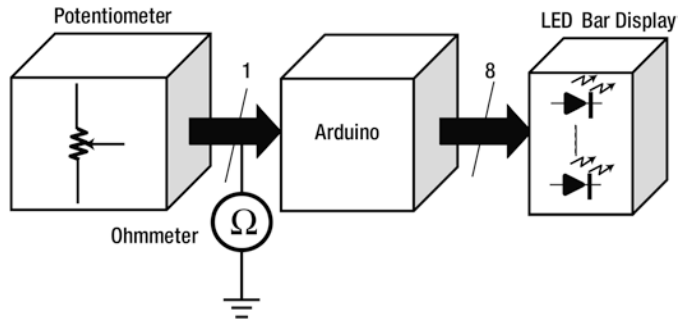 Potentiometer
LED Bar Display
1
8
Arduino
Ohmmeter
Ω